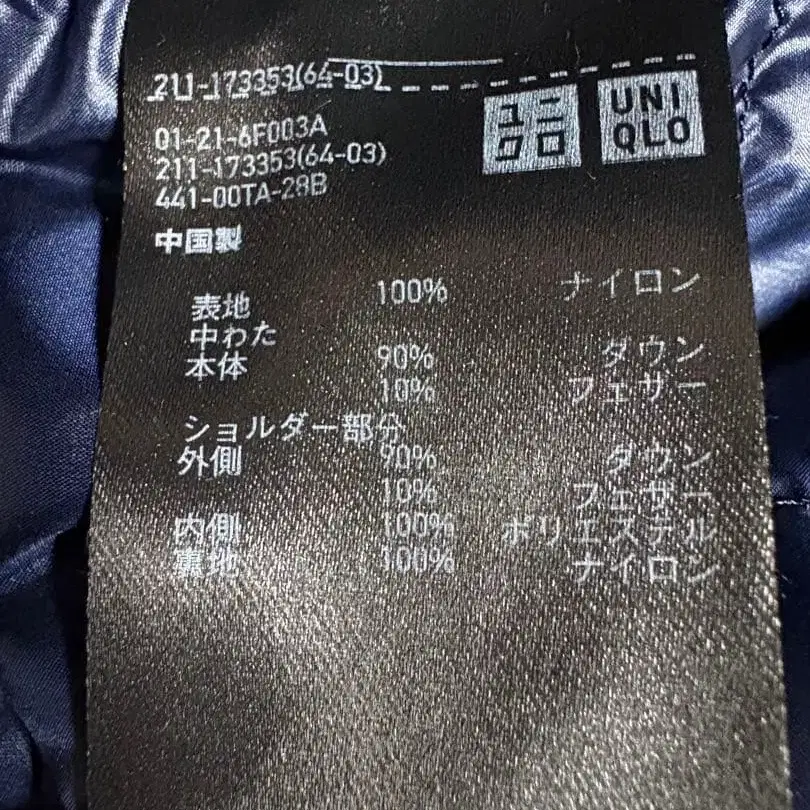 211-173353(64-03)
ユニクロ
UNIQLO
01-21-6F003A
211-173353(64-03)
441-00TA-28B
中国製
表地 100% ナイロン
中わた
本体 90% ダウン
10% フェザー
ショルダー部分
外側 90% ダウン
10% フェザー
内側 100% ポリエステル
裏地 100% ナイロン